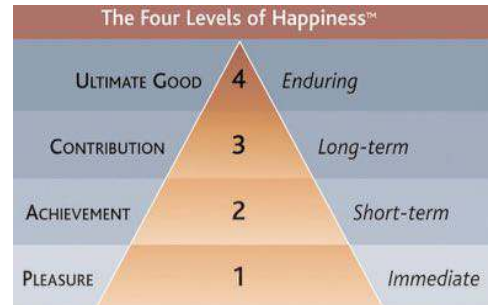 The Four Levels of Happiness™
ULTIMATE GOOD 4 Enduring
CONTRIBUTION 3 Long-term
ACHIEVEMENT 2 Short-term
PLEASURE 1 Immediate